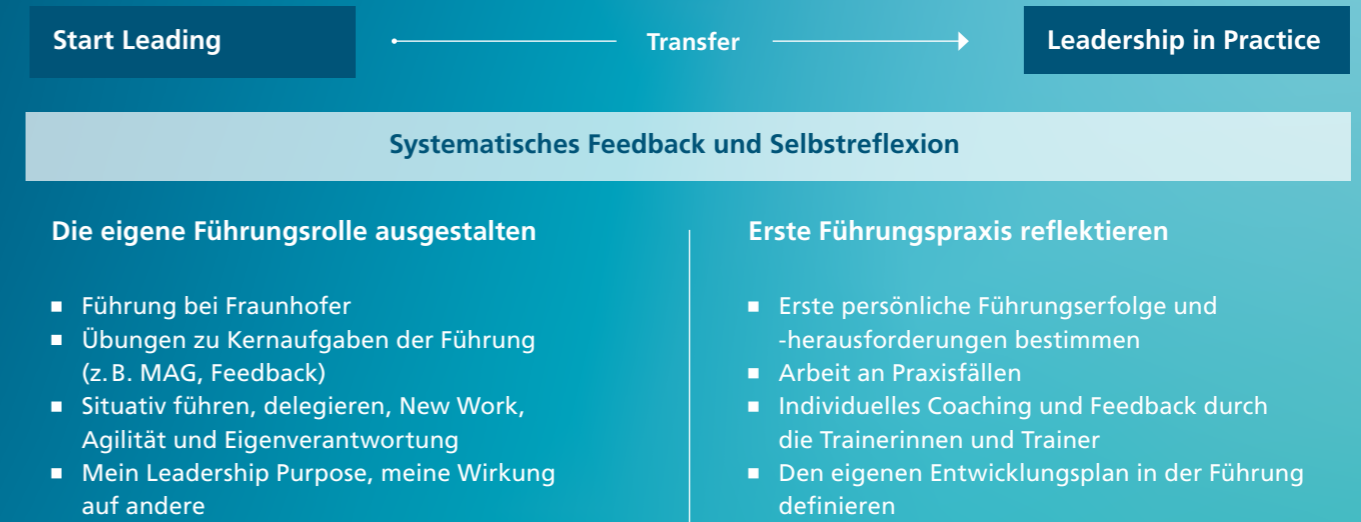 Start Leading
Transfer
Leadership in Practice
Systematisches Feedback und Selbstreflexion
Die eigene Führungsrolle ausgestalten
■ Führung bei Fraunhofer
■ Übungen zu Kernaufgaben der Führung
(z. B. MAG, Feedback)
■ Situativ führen, delegieren, New Work,
Agilität und Eigenverantwortung
■ Mein Leadership Purpose, meine Wirkung
auf andere
Erste Führungspraxis reflektieren
■ Erste persönliche Führungserfolge und
-herausforderungen bestimmen
■ Arbeit an Praxisfällen
■ Individuelles Coaching und Feedback durch
die Trainerinnen und Trainer
■ Den eigenen Entwicklungsplan in der Führung
definieren